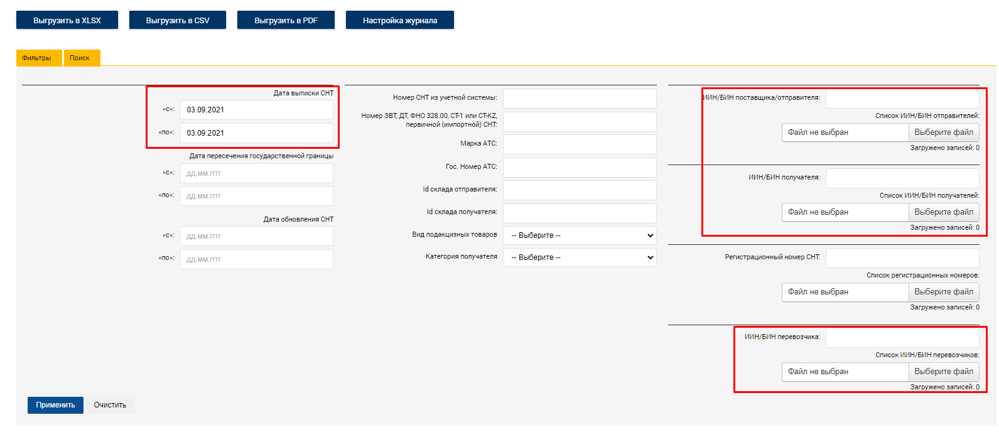 Выгрузить в XLSX
Выгрузить в CSV
Выгрузить в PDF
Настройка журнала
Фильтры
Поиск
Дата выписки СНТ
«с»:
03.09.2021
«по»:
03.09.2021
Дата пересечения государственной границы
«с»:
дд.мм.гггг
«по»:
дд.мм.гггг
Дата обновления СНТ
«с»:
дд.мм.гггг
«по»:
дд.мм.гггг
Номер СНТ из учетной системы:
Номер ЗВТ, ДТ, ФНО 328.00, СТ-1 или СТ-KZ,
первичной (импортной) СНТ:
Марка АТС:
Гос. Номер АТС:
Id склада отправителя:
Id склада получателя:
Вид подакцизных товаров
-- Выберите --
Категория получателя
-- Выберите --
ИИН/БИН поставщика/отправителя:
Список ИИН/БИН отправителей:
Файл не выбран
Выберите файл
Загружено записей: 0
ИИН/БИН получателя:
Список ИИН/БИН получателей:
Файл не выбран
Выберите файл
Загружено записей: 0
Регистрационный номер СНТ:
Список регистрационных номеров:
Файл не выбран
Выберите файл
Загружено записей: 0
ИИН/БИН перевозчика:
Список ИИН/БИН перевозчиков:
Файл не выбран
Выберите файл
Загружено записей: 0
Применить
Очистить